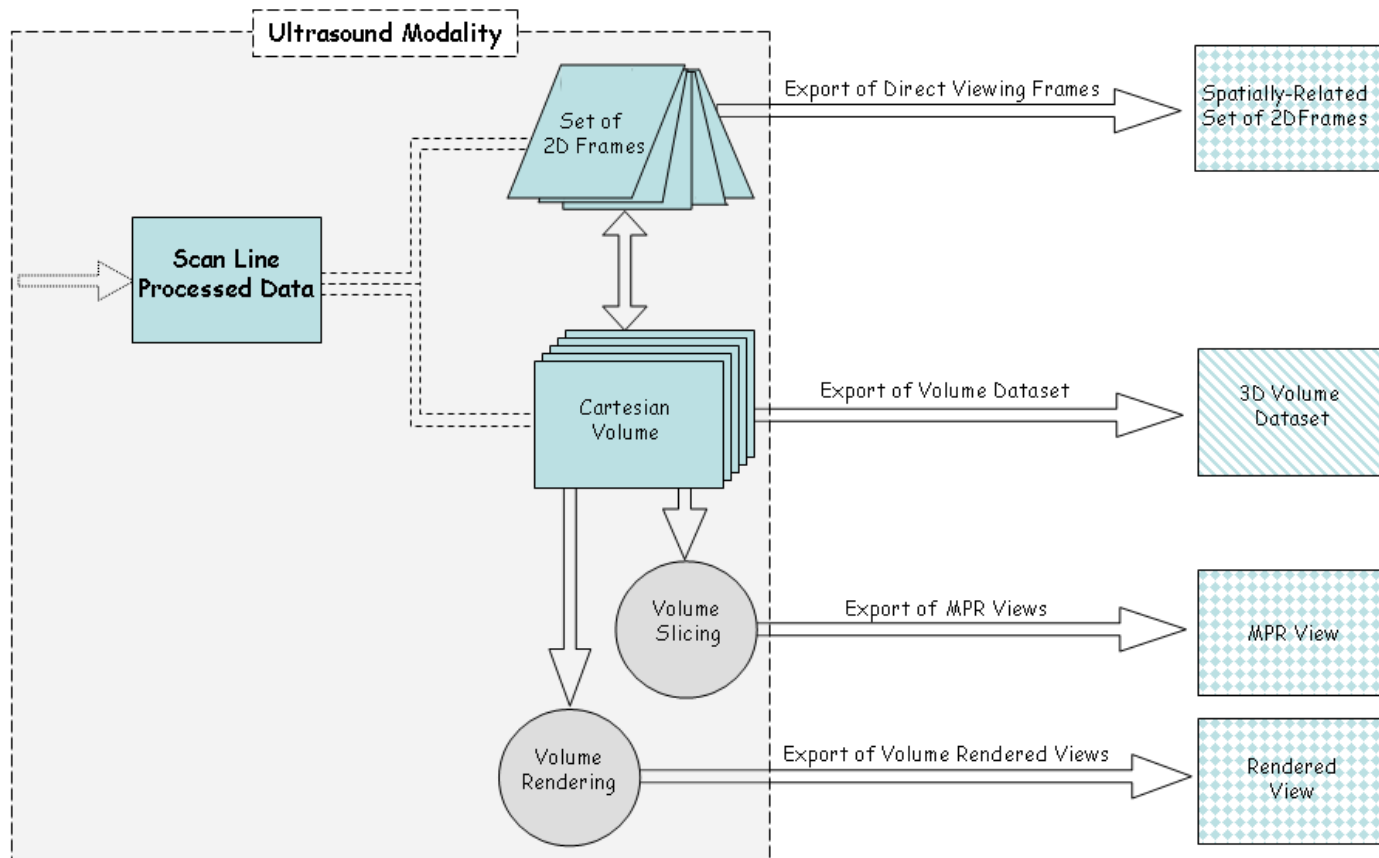 Ultrasound Modality
Export of Direct Viewing Frames
Spatially-Related
Set of 2DFrames
Set of
2D Frames
Scan Line
Processed Data
Cartesian
Volume
Export of Volume Dataset
3D Volume
Dataset
Volume
Slicing
Export of MPR Views
MPR View
Volume
Rendering
Export of Volume Rendered Views
Rendered
View